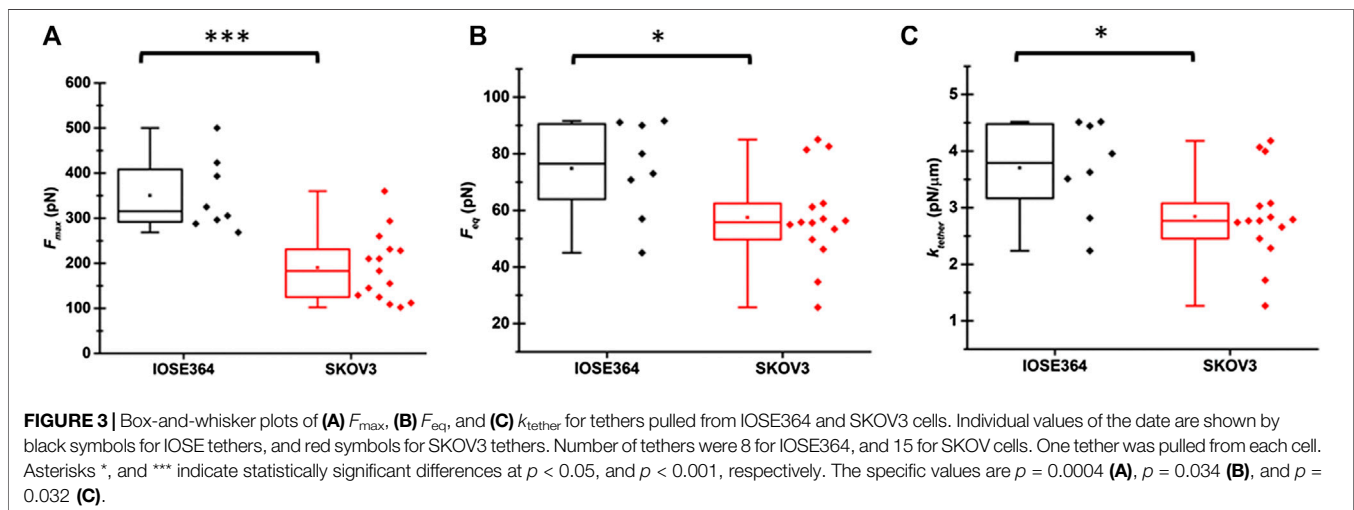 A
***
600
500
400
300
200
100
0
F max (pN)
IOSE364
SKOV3
B
*
100
80
60
40
20
F eq (pN)
IOSE364
SKOV3
C
*
5
4
3
2
1
k tether (pN/μm)
IOSE364
SKOV3
FIGURE 3 | Box-and-whisker plots of (A) Fmax, (B) Feq, and (C) ktether for tethers pulled from IOSE364 and SKOV3 cells. Individual values of the date are shown by
black symbols for IOSE tethers, and red symbols for SKOV3 tethers. Number of tethers were 8 for IOSE364, and 15 for SKOV cells. One tether was pulled from each cell.
Asterisks *, and *** indicate statistically significant differences at p < 0.05, and p < 0.001, respectively. The specific values are p = 0.0004 (A), p = 0.034 (B), and p =
0.032 (C).